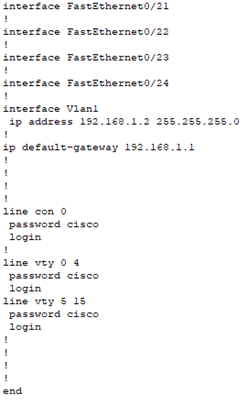 interface FastEthernet0/21
!
interface FastEthernet0/22
!
interface FastEthernet0/23
!
interface FastEthernet0/24
!
interface Vlan1
 ip address 192.168.1.2 255.255.255.0
!
ip default-gateway 192.168.1.1
!
!
!
!
line con 0
 password cisco
 login
!
line vty 0 4
 password cisco
 login
line vty 5 15
 password cisco
 login
!
!
!
!
end